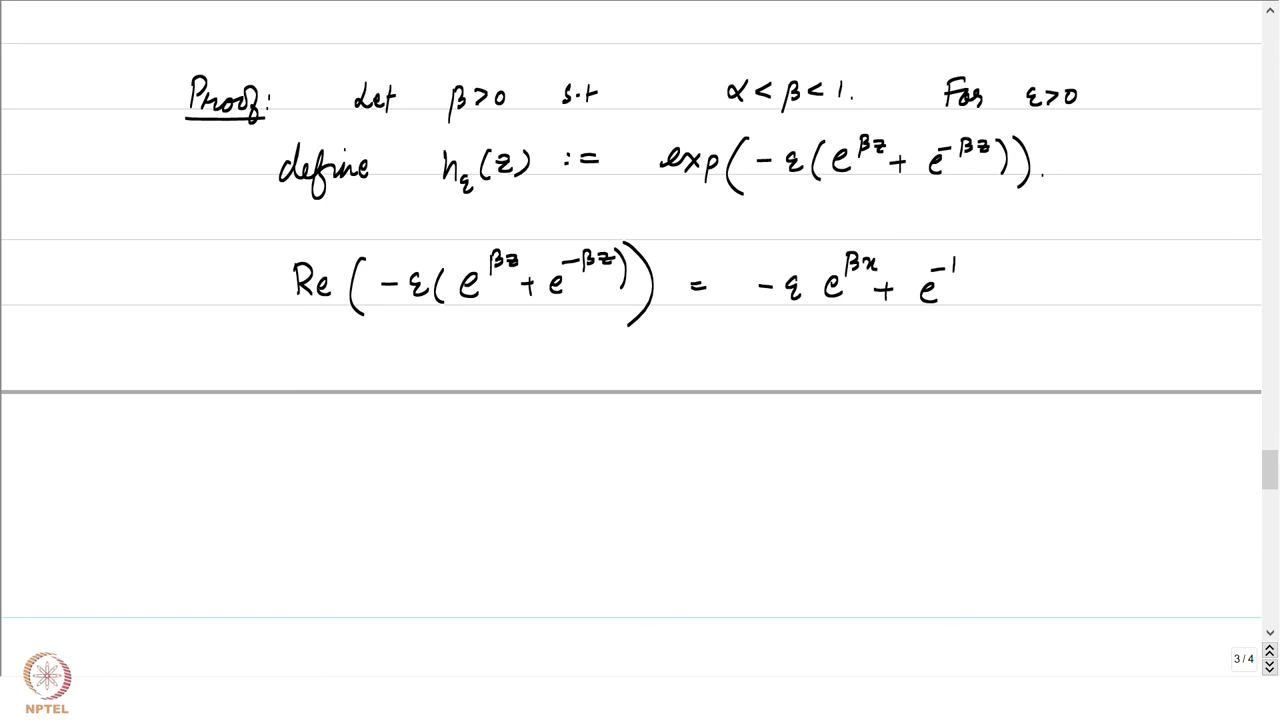 Proof: Let β>0 s.t α < β < 1. For ε>0
define h_ε(z) := exp(-ε(e^{βz} + e^{-βz})).
Re(-ε(e^{βz} + e^{-βz})) = -ε e^{βx} + e^{-1
3 / 4
NPTEL